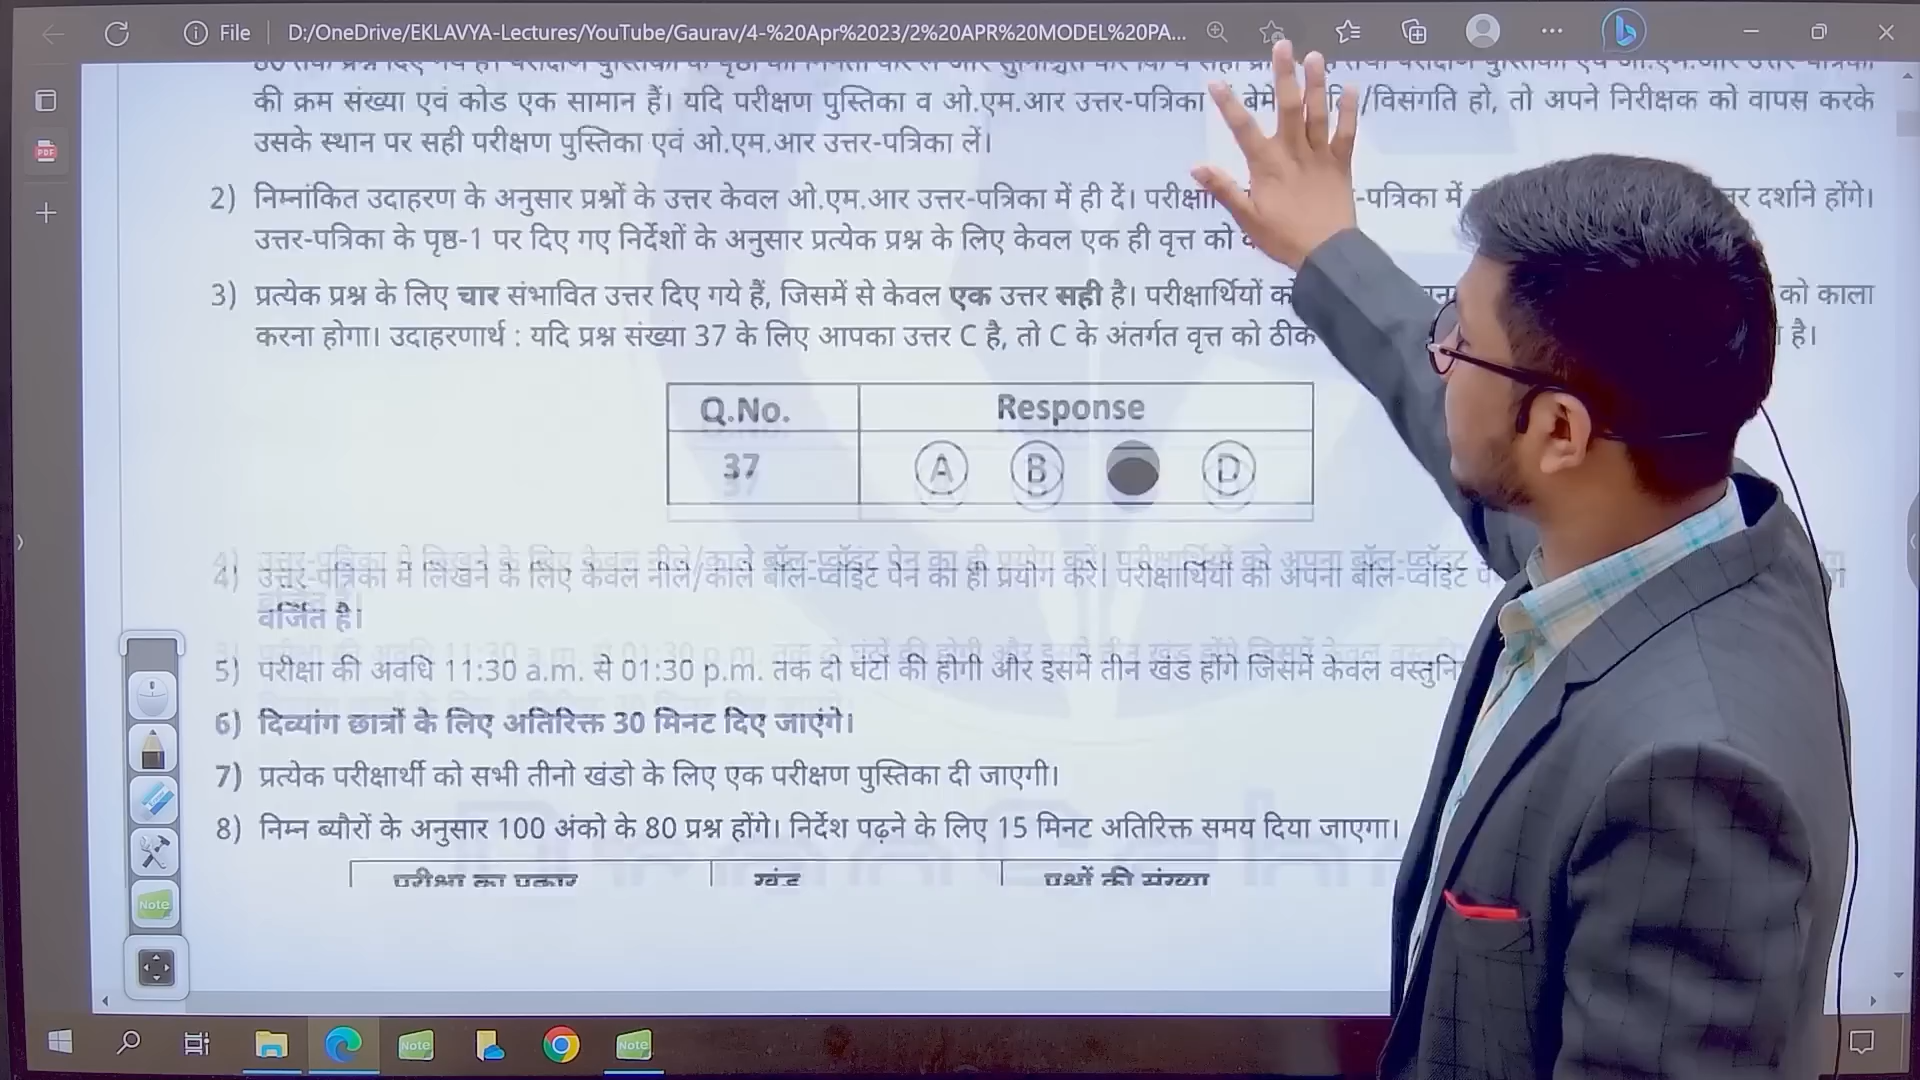 File
D:/OneDrive/EKLAVYA-Lectures/YouTube/Gaurav/4-%20Apr%2023/2%20APR%20MODEL%20PA...
की क्रम संख्या एवं कोड एक सामान हैं। यदि परीक्षण पुस्तिका व ओ.एम.आर उत्तर-पत्रिका /विसंगति हो, तो अपने निरीक्षक को वापस करके
उसके स्थान पर सही परीक्षण पुस्तिका एवं ओ.एम.आर उत्तर-पत्रिका लें।
2) निम्नांकित उदाहरण के अनुसार प्रश्नों के उत्तर केवल ओ.एम.आर उत्तर-पत्रिका में ही दें। -पत्रिका में दर्शाने होंगे।
उत्तर-पत्रिका के पृष्ठ-1 पर दिए गए निर्देशों के अनुसार प्रत्येक प्रश्न के लिए केवल एक ही वृत्त को
3) प्रत्येक प्रश्न के लिए चार संभावित उत्तर दिए गये हैं, जिसमें से केवल एक उत्तर सही है। परीक्षार्थियों को काला
करना होगा। उदाहरणार्थ : यदि प्रश्न संख्या 37 के लिए आपका उत्तर C है, तो C के अंतर्गत वृत्त को ठीक है।
Q.No. Response
37 A B D
4) उत्तर-पत्रिका में लिखने के लिए केवल नीले/काले बॉल-प्वॉइट पेन का ही प्रयोग करें। परीक्षार्थियों को अपना बॉल-प्वॉइट
वर्जित है।
5) परीक्षा की अवधि 11:30 a.m. से 01:30 p.m. तक दो घंटों की होगी और इसमें तीन खंड होंगे जिसमें केवल
6) दिव्यांग छात्रों के लिए अतिरिक्त 30 मिनट दिए जाएंगे।
7) प्रत्येक परीक्षार्थी को सभी तीनो खंडो के लिए एक परीक्षण पुस्तिका दी जाएगी।
8) निम्न ब्यौरों के अनुसार 100 अंको के 80 प्रश्न होंगे। निर्देश पढ़ने के लिए 15 मिनट अतिरिक्त समय दिया जाएगा।
परीक्षा का प्रकार खंड प्रश्नों की संख्या
PDF
Note
Note
Note